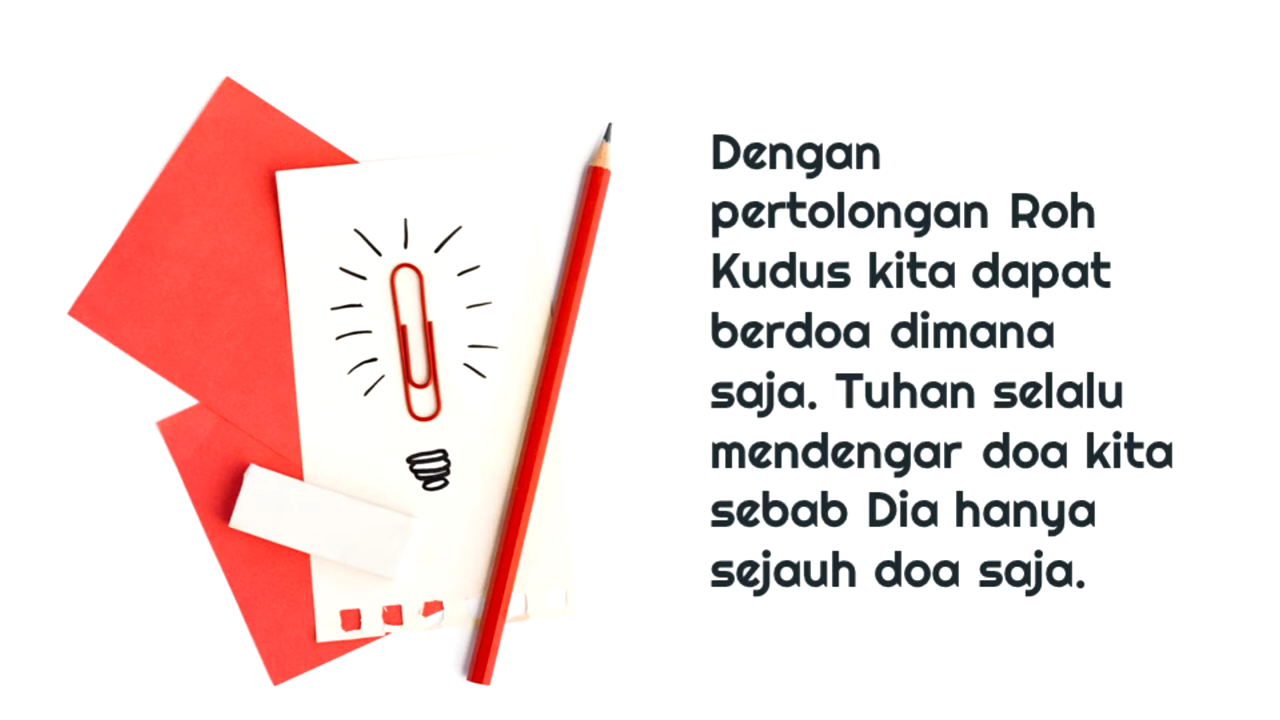 Dengan
pertolongan Roh
Kudus kita dapat
berdoa dimana
saja. Tuhan selalu
mendengar doa kita
sebab Dia hanya
sejauh doa saja.